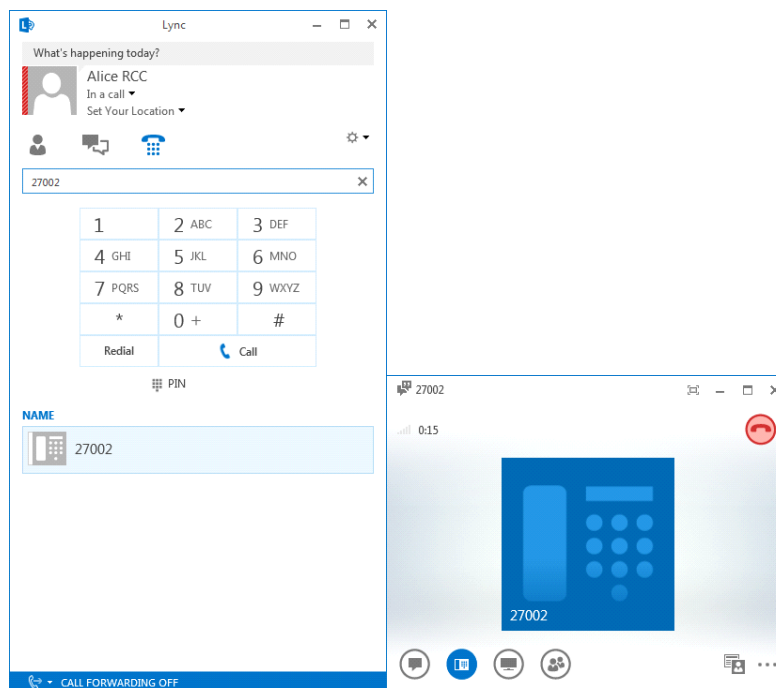 Lync
What's happening today?
Alice RCC
In a call
Set Your Location
27002
1 2 ABC 3 DEF
4 GHI 5 JKL 6 MNO
7 PQRS 8 TUV 9 WXYZ
* 0 + #
Redial Call
PIN
NAME
27002
CALL FORWARDING OFF
27002
0:15
27002